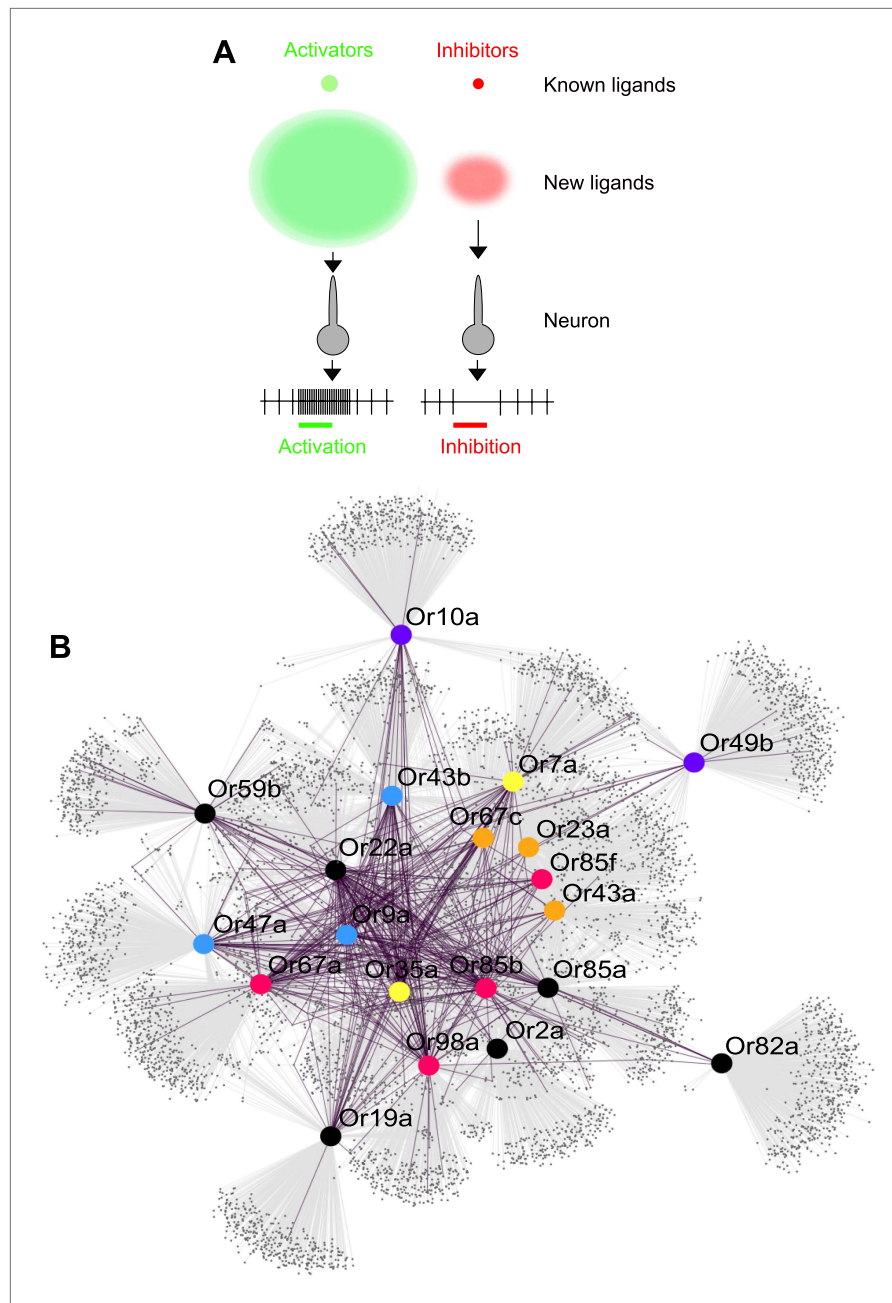 A
Activators Inhibitors
Known ligands
New ligands
Neuron
Activation Inhibition
B
Or10a
Or49b
Or7a
Or43b
Or59b
Or67c
Or23a
Or22a
Or85f
Or43a
Or9a
Or47a
Or67a
Or35a
Or85b
Or85a
Or2a
Or98a
Or82a
Or19a